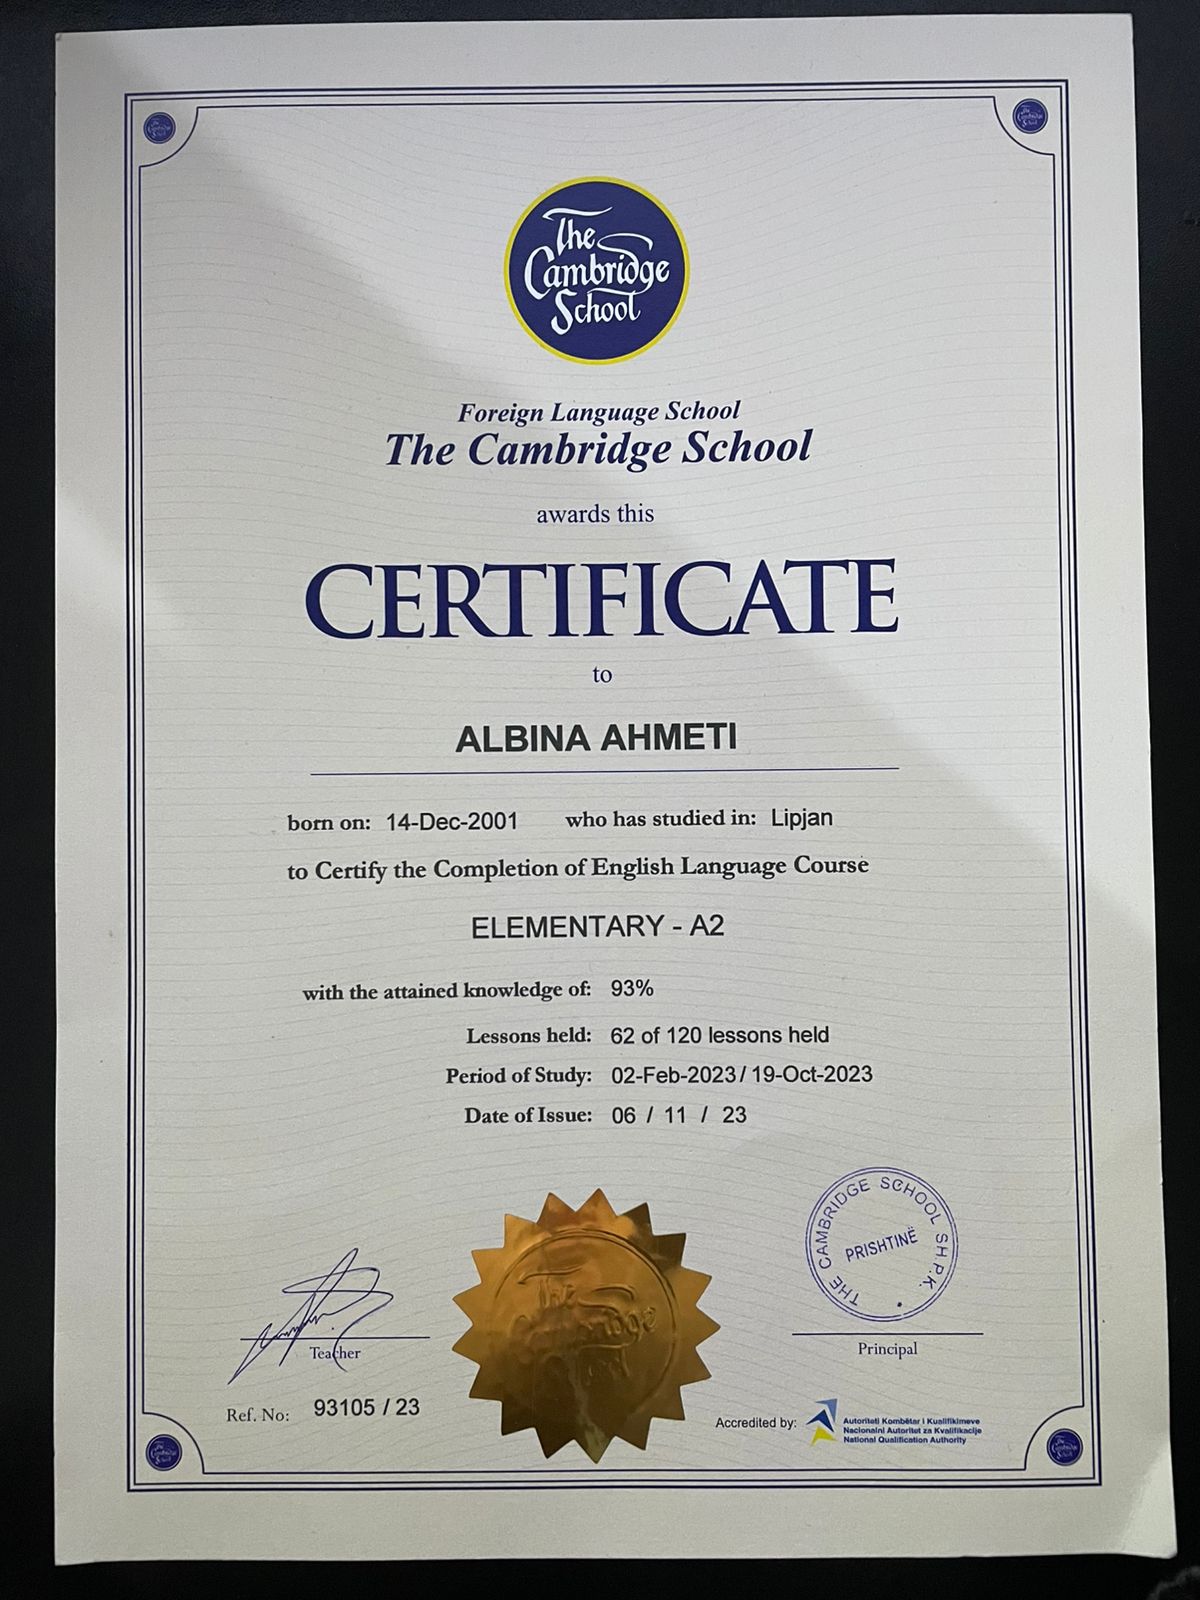 The
Cambridge
School
Foreign Language School
The Cambridge School
awards this
CERTIFICATE
to
ALBINA AHMETI
born on: 14-Dec-2001 who has studied in: Lipjan
to Certify the Completion of English Language Course
ELEMENTARY - A2
with the attained knowledge of: 93%
Lessons held: 62 of 120 lessons held
Period of Study: 02-Feb-2023 / 19-Oct-2023
Date of Issue: 06 / 11 / 23
THE CAMBRIDGE SCHOOL SH.P.K.
PRISHTINË
The Cambridge
Teacher
Principal
Ref. No: 93105 / 23
Accredited by:
Autoriteti Kombëtar i Kualifikimeve
Nacionalni Autoritet za Kvalifikacije
National Qualification Authority